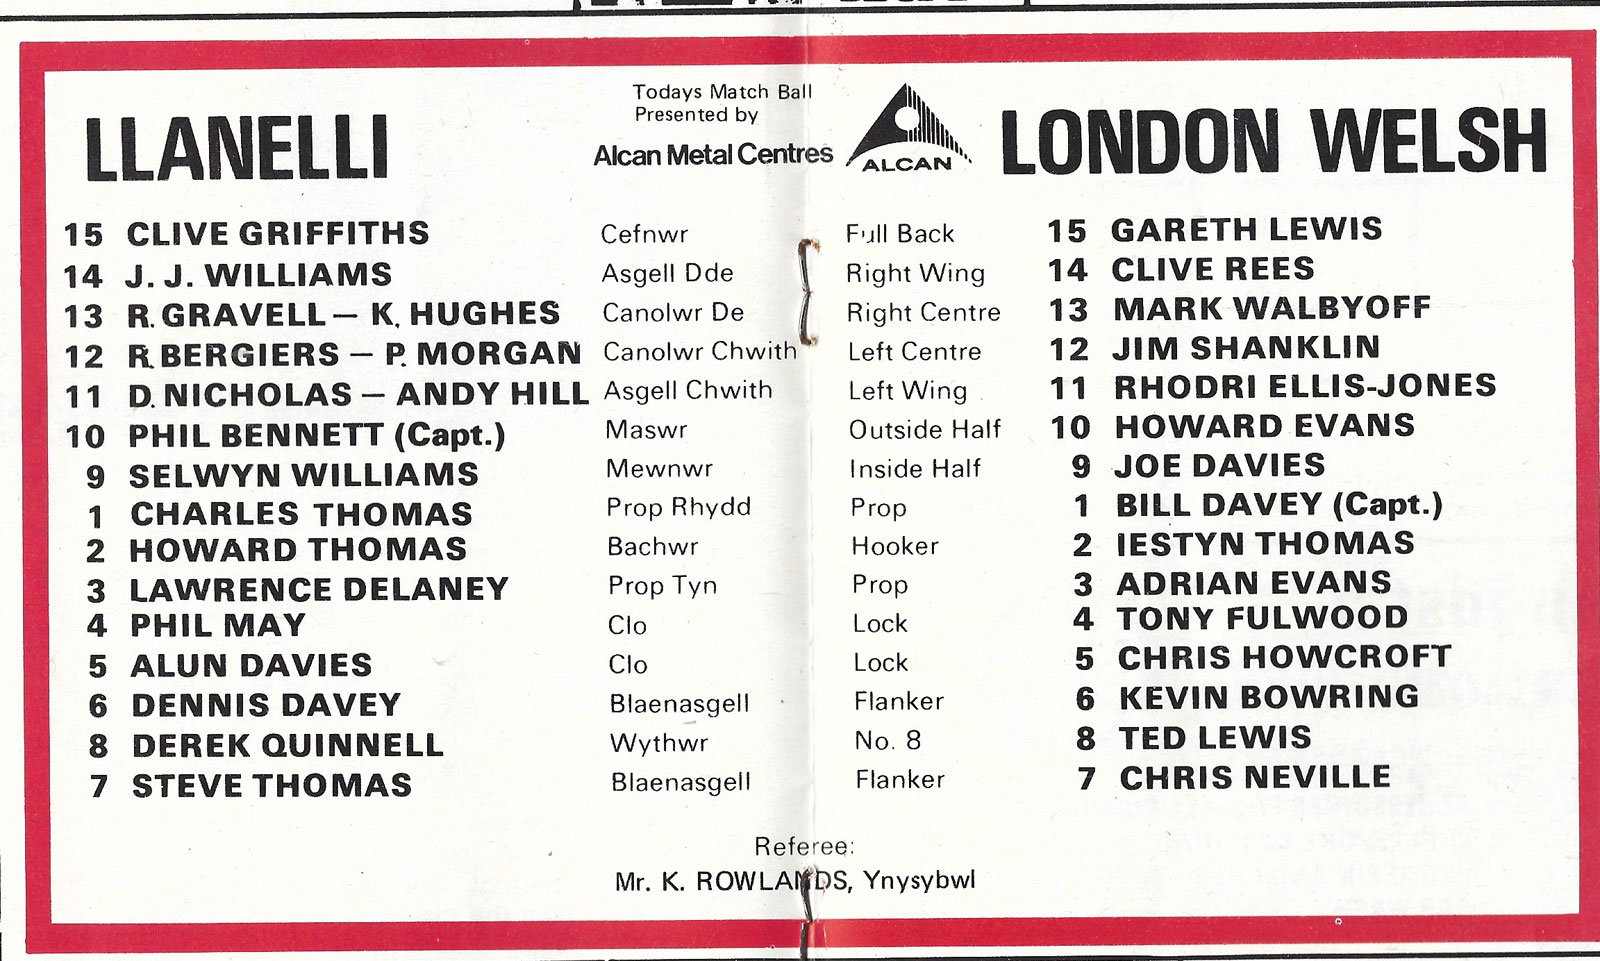 Todays Match Ball
Presented by
Alcan Metal Centres
ALCAN
LLANELLI
LONDON WELSH
15 CLIVE GRIFFITHS Cefnwr Full Back 15 GARETH LEWIS
14 J. J. WILLIAMS Asgell Dde Right Wing 14 CLIVE REES
13 R. GRAVELL — K. HUGHES Canolwr De Right Centre 13 MARK WALBYOFF
12 R. BERGIERS — P. MORGAN Canolwr Chwith Left Centre 12 JIM SHANKLIN
11 D. NICHOLAS — ANDY HILL Asgell Chwith Left Wing 11 RHODRI ELLIS-JONES
10 PHIL BENNETT (Capt.) Maswr Outside Half 10 HOWARD EVANS
9 SELWYN WILLIAMS Mewnwr Inside Half 9 JOE DAVIES
1 CHARLES THOMAS Prop Rhydd Prop 1 BILL DAVEY (Capt.)
2 HOWARD THOMAS Bachwr Hooker 2 IESTYN THOMAS
3 LAWRENCE DELANEY Prop Tyn Prop 3 ADRIAN EVANS
4 PHIL MAY Clo Lock 4 TONY FULWOOD
5 ALUN DAVIES Clo Lock 5 CHRIS HOWCROFT
6 DENNIS DAVEY Blaenasgell Flanker 6 KEVIN BOWRING
8 DEREK QUINNELL Wythwr No. 8 8 TED LEWIS
7 STEVE THOMAS Blaenasgell Flanker 7 CHRIS NEVILLE
Referee:
Mr. K. ROWLANDS, Ynysybwl